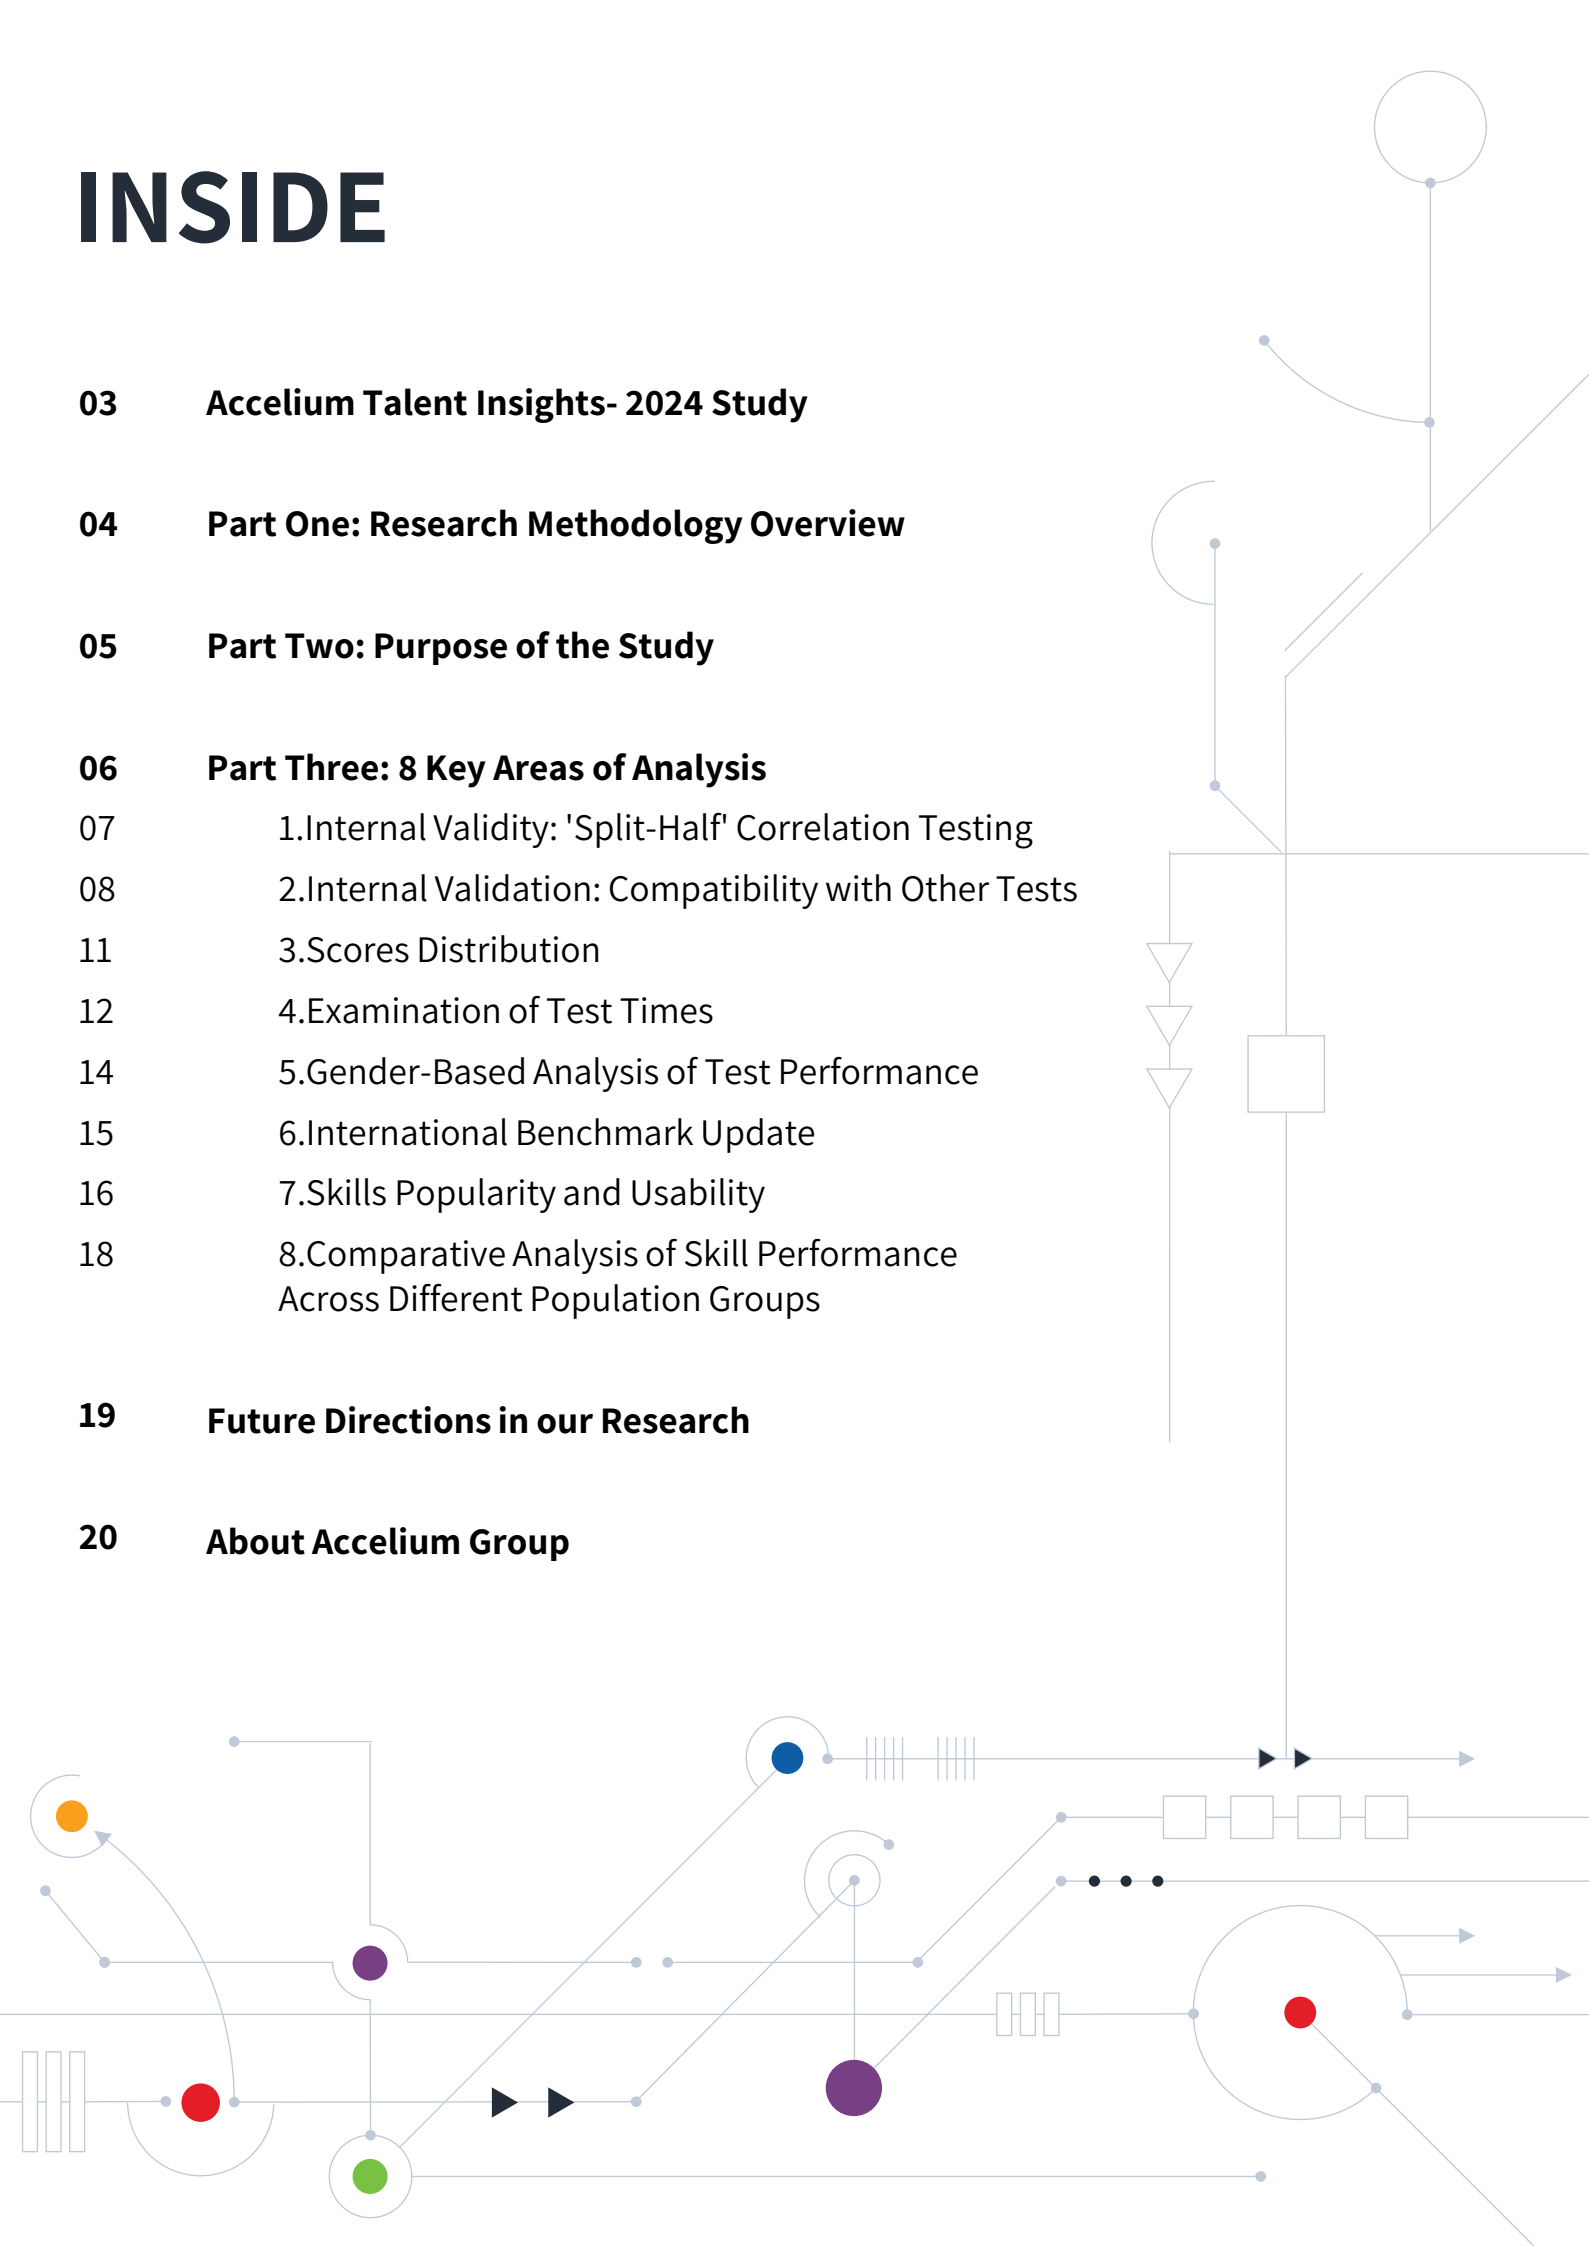 INSIDE
03 Accelium Talent Insights- 2024 Study
04 Part One: Research Methodology Overview
05 Part Two: Purpose of the Study
06 Part Three: 8 Key Areas of Analysis
07 1.Internal Validity: 'Split-Half' Correlation Testing
08 2.Internal Validation: Compatibility with Other Tests
11 3.Scores Distribution
12 4.Examination of Test Times
14 5.Gender-Based Analysis of Test Performance
15 6.International Benchmark Update
16 7.Skills Popularity and Usability
18 8.Comparative Analysis of Skill Performance
Across Different Population Groups
19 Future Directions in our Research
20 About Accelium Group